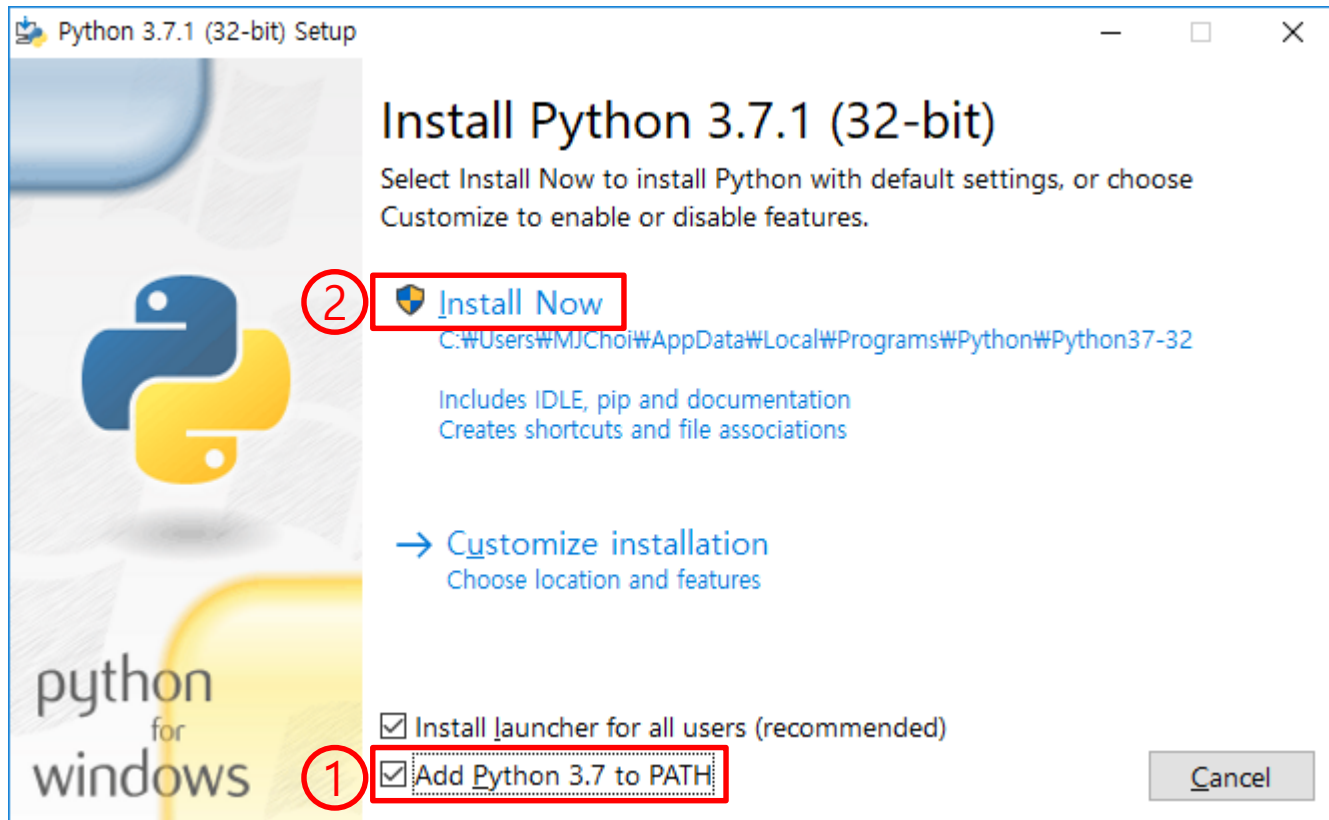 Python 3.7.1 (32-bit) Setup
Install Python 3.7.1 (32-bit)
Select Install Now to install Python with default settings, or choose
Customize to enable or disable features.
② Install Now
C:₩Users₩MJChoi₩AppData₩Local₩Programs₩Python₩Python37-32
Includes IDLE, pip and documentation
Creates shortcuts and file associations
→ Customize installation
Choose location and features
python
for
windows
Install launcher for all users (recommended)
① Add Python 3.7 to PATH
Cancel